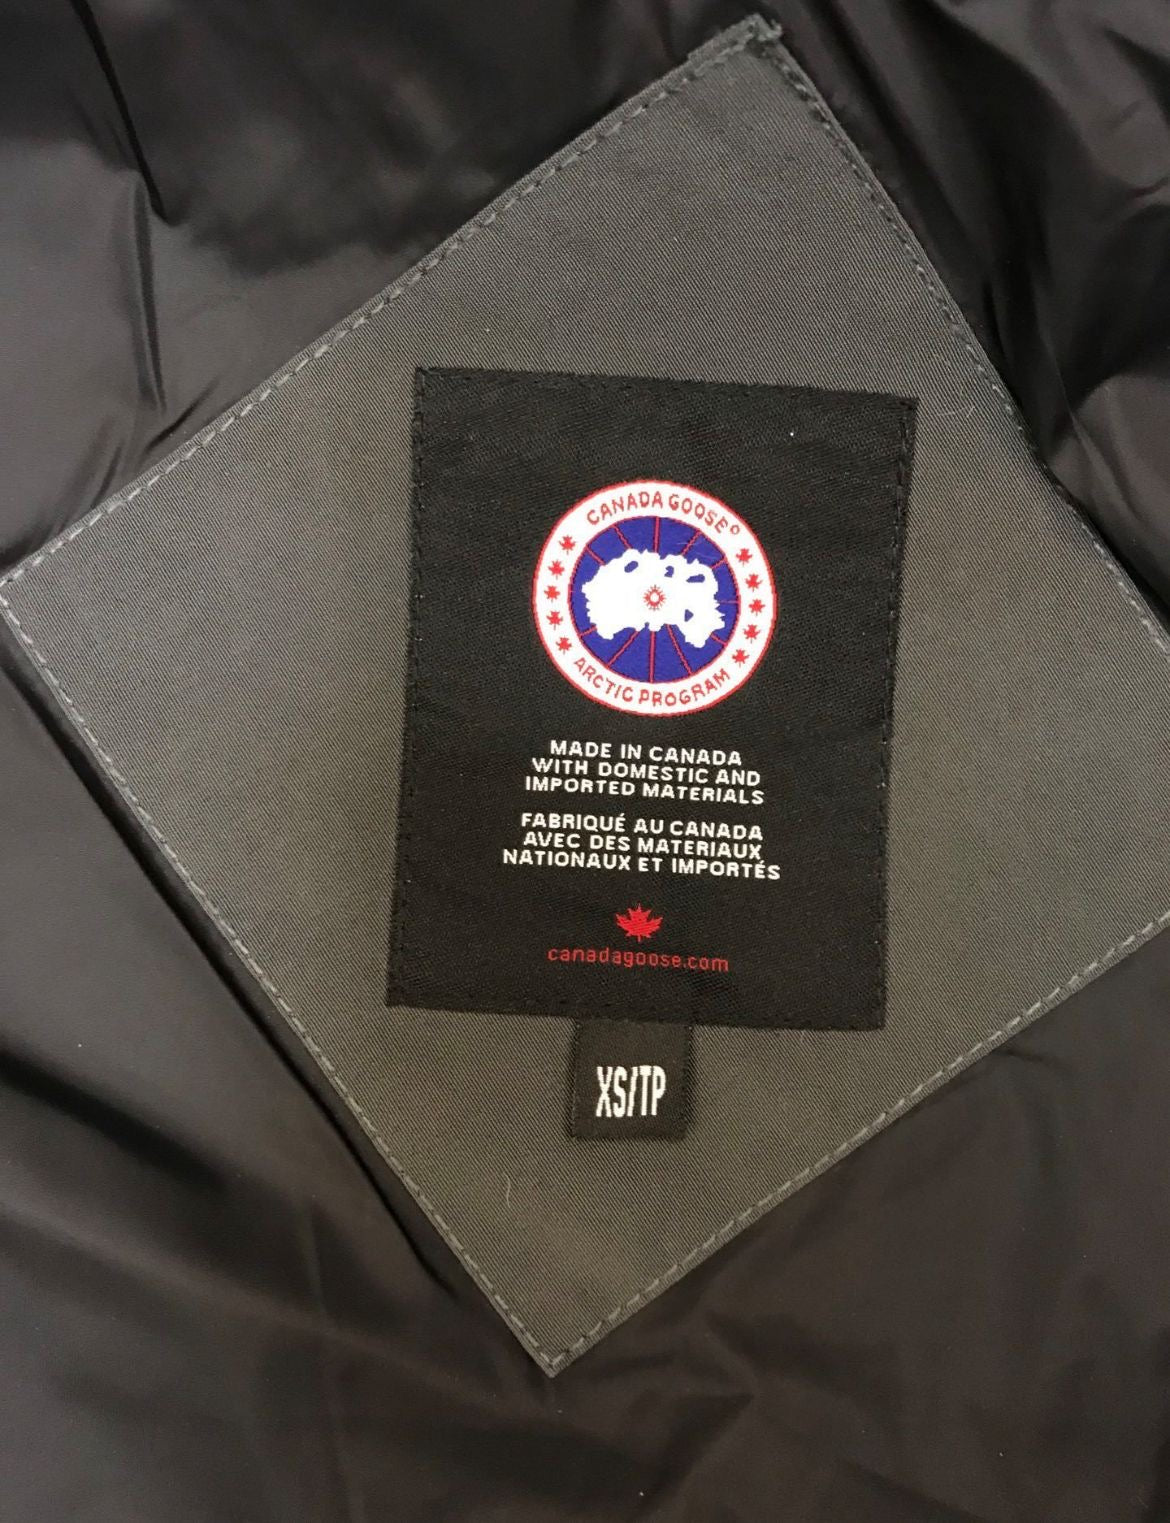 CANADA GOOSE®
ARCTIC PROGRAM
MADE IN CANADA
WITH DOMESTIC AND
IMPORTED MATERIALS
FABRIQUÉ AU CANADA
AVEC DES MATERIAUX
NATIONAUX ET IMPORTÉS
canadagoose.com
XS/TP